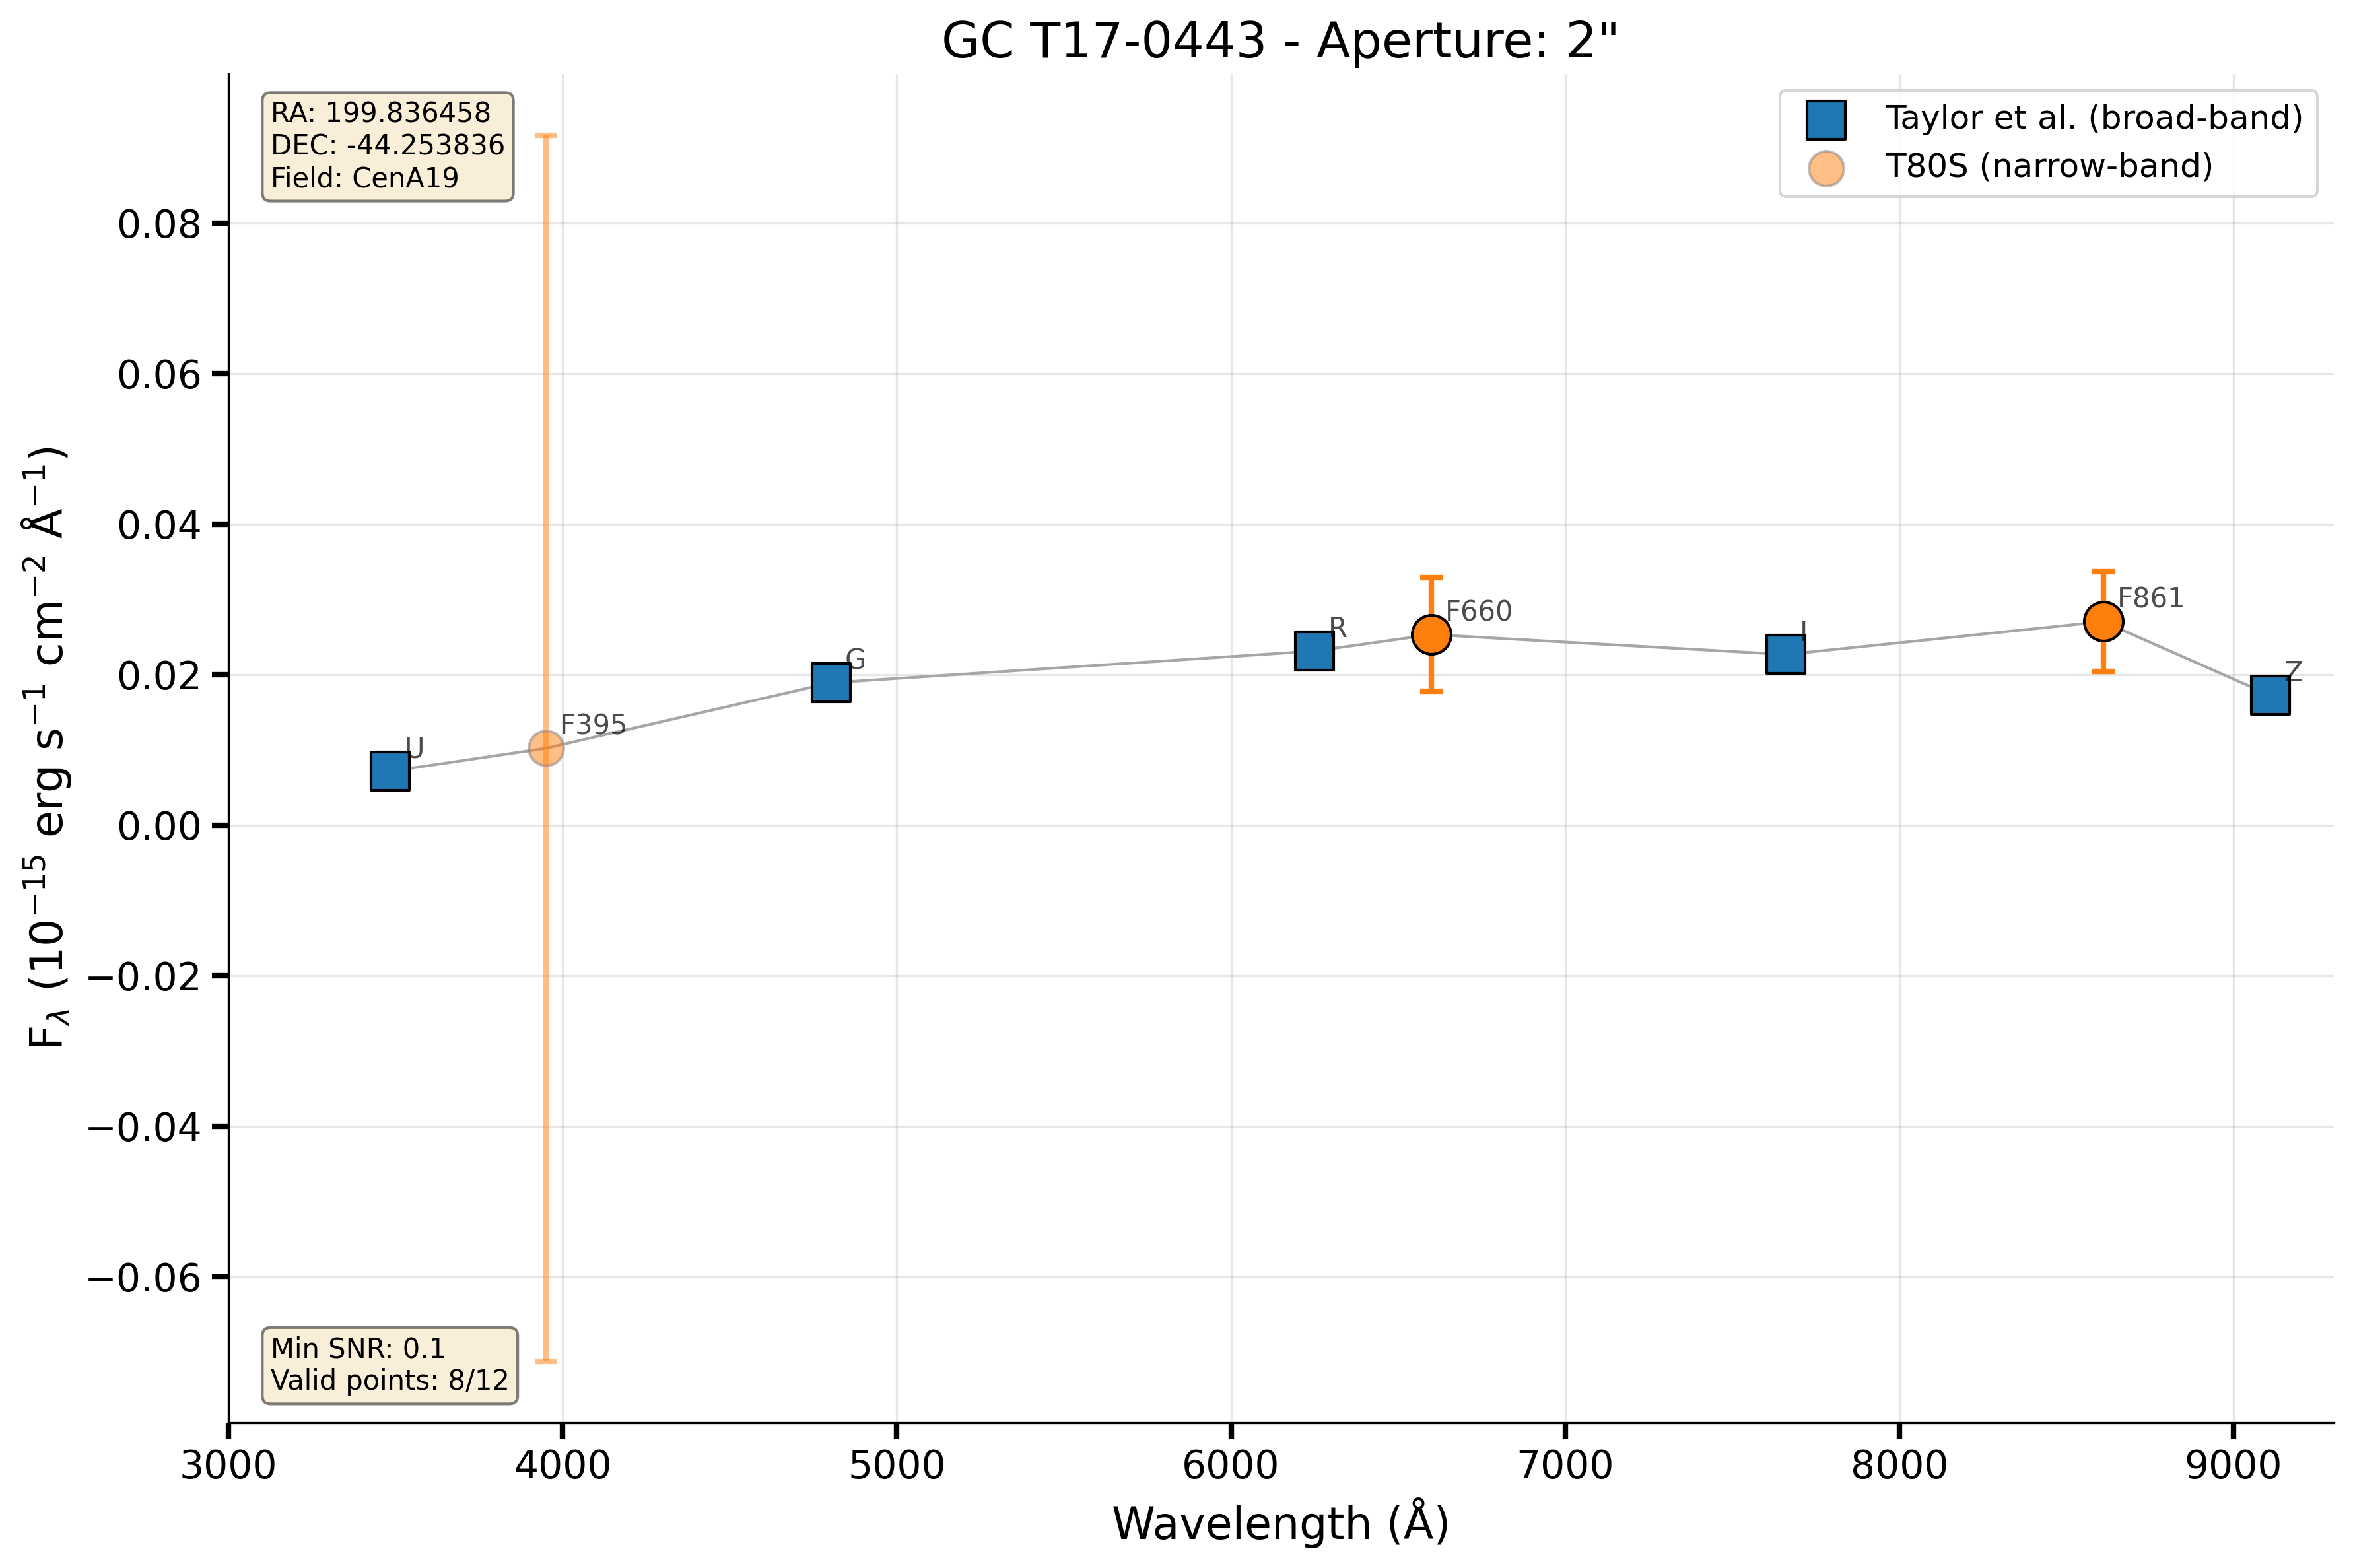 GC T17-0443 - Aperture: 2"
RA: 199.836458
DEC: -44.253836
Field: CenA19
Taylor et al. (broad-band)
T80S (narrow-band)
0.08
0.06
0.04
0.02
0.00
−0.02
−0.04
−0.06
F_λ (10⁻¹⁵ erg s⁻¹ cm⁻² Å⁻¹)
U
F395
G
R
F660
I
F861
Z
Min SNR: 0.1
Valid points: 8/12
3000 4000 5000 6000 7000 8000 9000
Wavelength (Å)